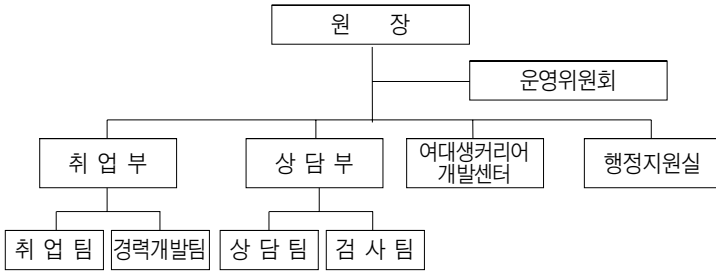 원 장
운영위원회
취 업 부
상 담 부
여대생커리어
개발센터
행정지원실
취 업 팀
경력개발팀
상 담 팀
검 사 팀